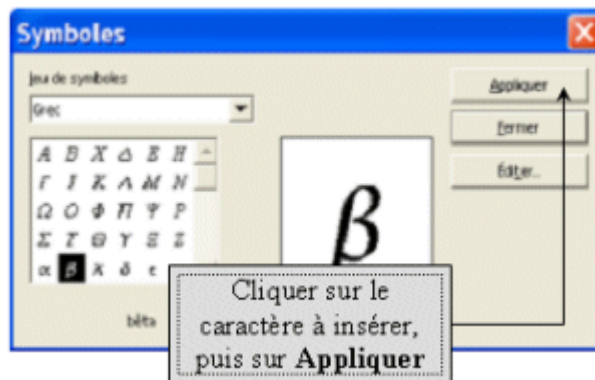 Symboles
jeu de symboles
Grec
Appliquer
Fermer
Éditer...
Α Β Χ Δ Ε Η
Γ Ι Κ Λ Μ Ν
Ω Ο Φ Π Ψ Ρ
Σ Τ Θ Υ Ξ Ζ
α β χ δ ε
β
bêta
Cliquer sur le
caractère à insérer,
puis sur Appliquer